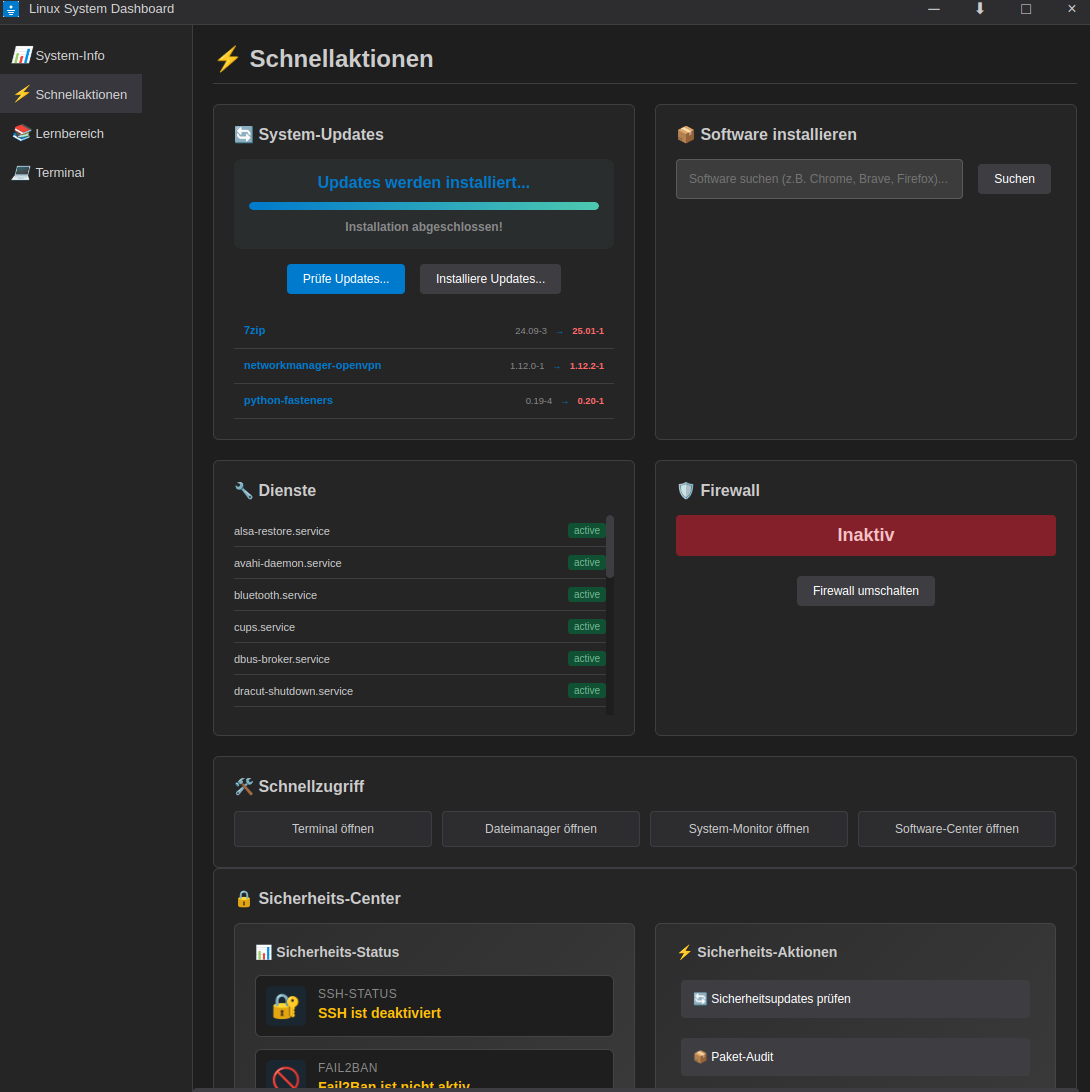 Linux System Dashboard
System-Info
Schnellaktionen
Lernbereich
Terminal
Schnellaktionen
System-Updates
Updates werden installiert...
Installation abgeschlossen!
Prüfe Updates...
Installiere Updates...
7zip 24.09-3 → 25.01-1
networkmanager-openvpn 1.12.0-1 → 1.12.2-1
python-fasteners 0.19-4 → 0.20-1
Software installieren
Software suchen (z.B. Chrome, Brave, Firefox)...
Suchen
Dienste
alsa-restore.service active
avahi-daemon.service active
bluetooth.service active
cups.service active
dbus-broker.service active
dracut-shutdown.service active
Firewall
Inaktiv
Firewall umschalten
Schnellzugriff
Terminal öffnen
Dateimanager öffnen
System-Monitor öffnen
Software-Center öffnen
Sicherheits-Center
Sicherheits-Status
SSH-STATUS
SSH ist deaktiviert
FAIL2BAN
Fail2Ban ist nicht aktiv
Sicherheits-Aktionen
Sicherheitsupdates prüfen
Paket-Audit